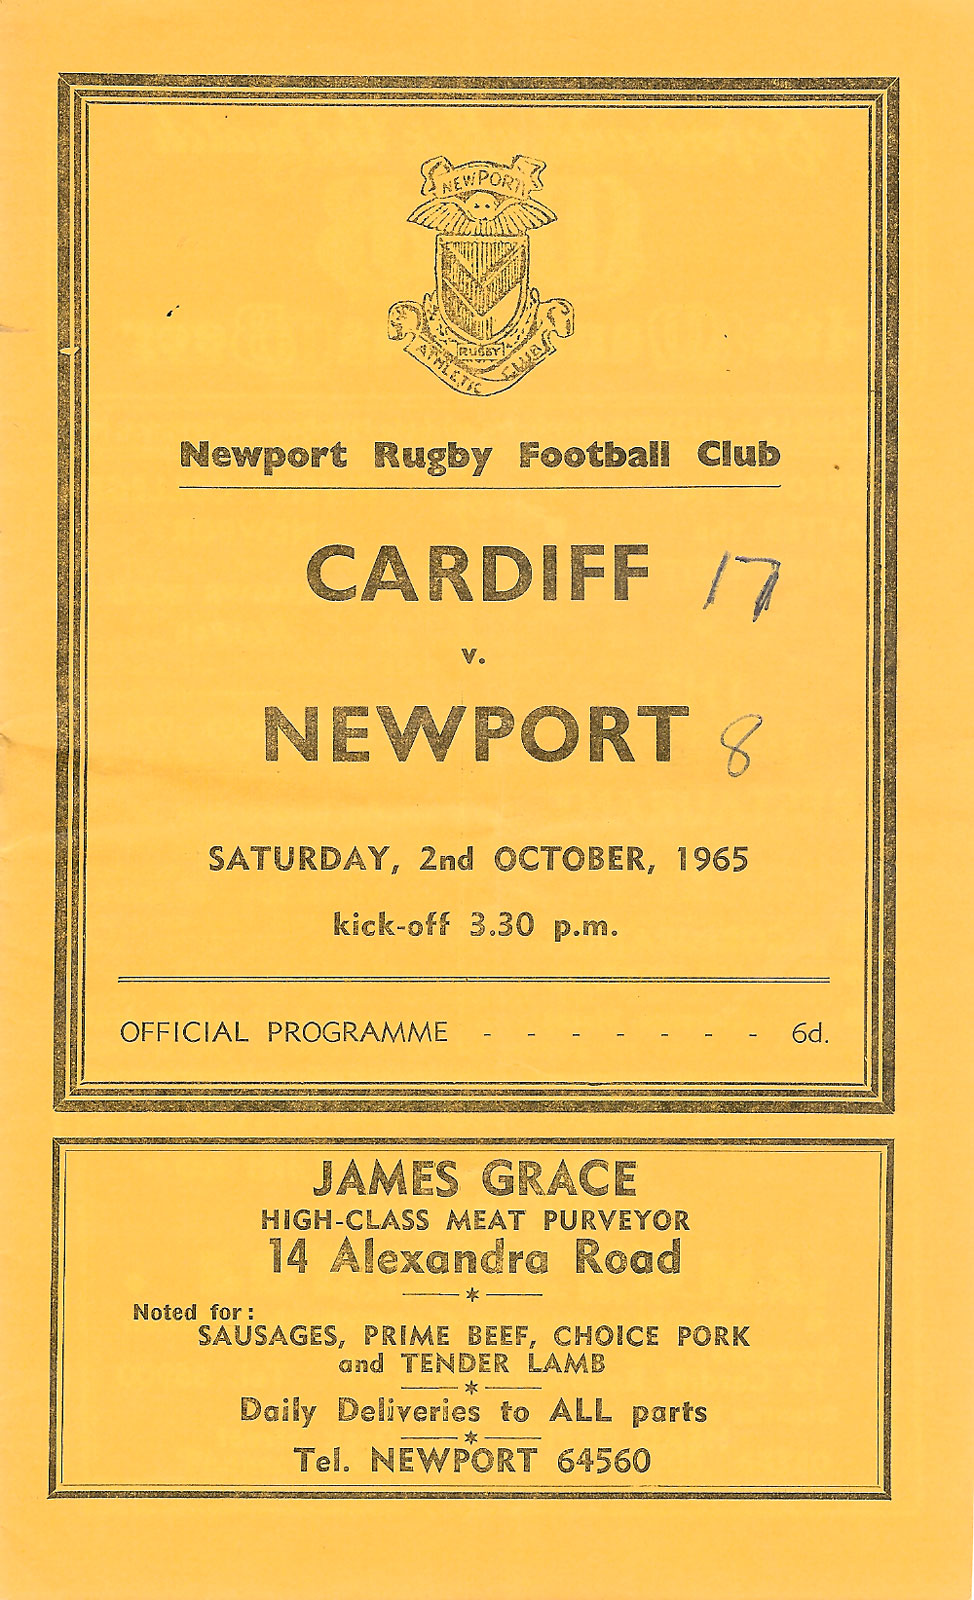 NEWPORT
RUGBY
ATHLETIC CLUB
Newport Rugby Football Club
CARDIFF 17
v.
NEWPORT 8
SATURDAY, 2nd OCTOBER, 1965
kick-off 3.30 p.m.
OFFICIAL PROGRAMME - - - - - - - 6d.
JAMES GRACE
HIGH-CLASS MEAT PURVEYOR
14 Alexandra Road
Noted for:
SAUSAGES, PRIME BEEF, CHOICE PORK
and TENDER LAMB
Daily Deliveries to ALL parts
Tel. NEWPORT 64560